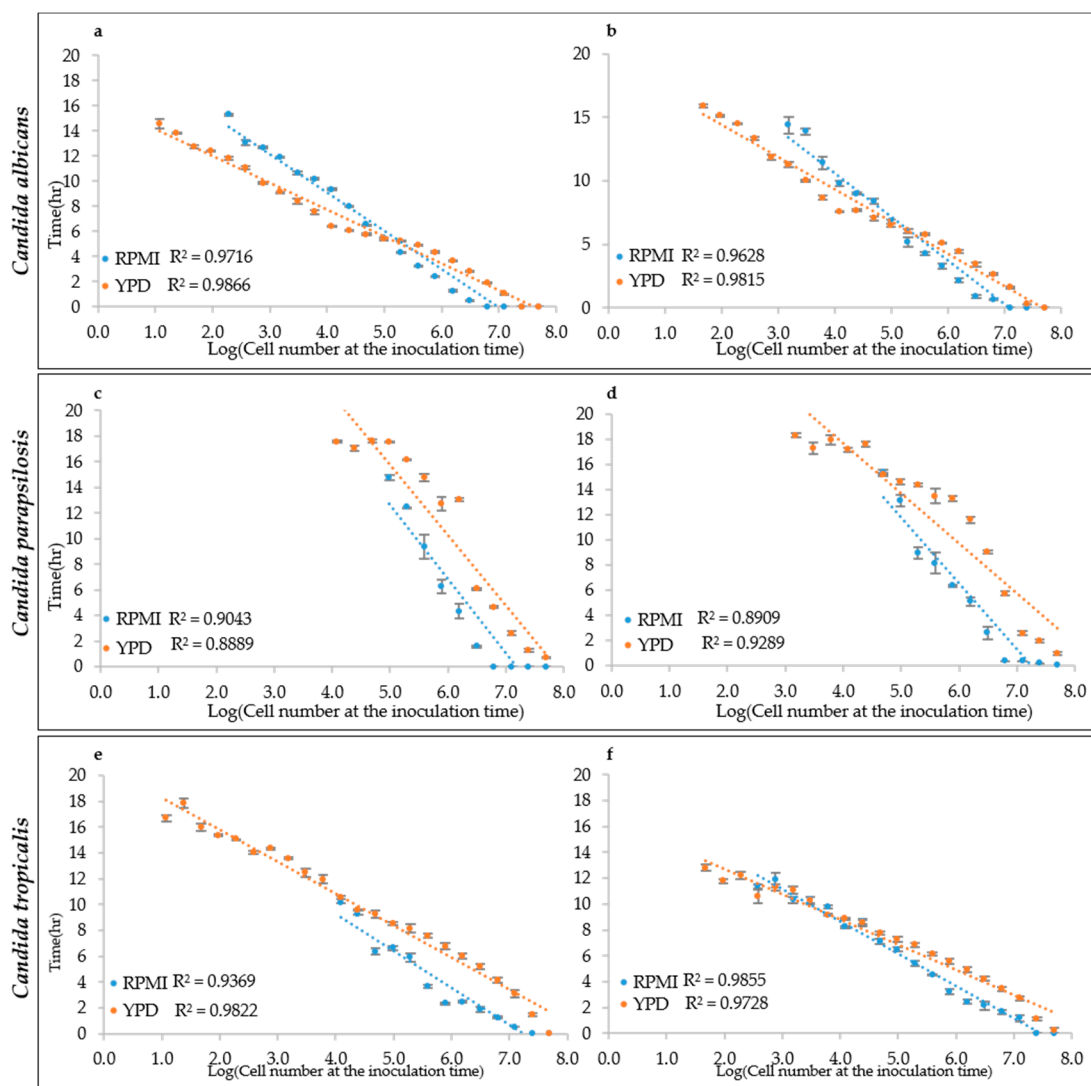 Candida albicans
a
20
18
16
14
12
10
8
6
4
2
0
Time(hr)
RPMI R² = 0.9716
YPD R² = 0.9866
0.0 1.0 2.0 3.0 4.0 5.0 6.0 7.0 8.0
Log(Cell number at the inoculation time)
b
20
15
10
5
0
RPMI R² = 0.9628
YPD R² = 0.9815
0.0 1.0 2.0 3.0 4.0 5.0 6.0 7.0 8.0
Log(Cell number at the inoculation time)
Candida parapsilosis
c
20
18
16
14
12
10
8
6
4
2
0
Time(hr)
RPMI R² = 0.9043
YPD R² = 0.8889
0.0 1.0 2.0 3.0 4.0 5.0 6.0 7.0 8.0
Log(Cell number at the inoculation time)
d
20
18
16
14
12
10
8
6
4
2
0
RPMI R² = 0.8909
YPD R² = 0.9289
0.0 1.0 2.0 3.0 4.0 5.0 6.0 7.0 8.0
Log(Cell number at the inoculation time)
Candida tropicalis
e
20
18
16
14
12
10
8
6
4
2
0
Time(hr)
RPMI R² = 0.9369
YPD R² = 0.9822
0.0 1.0 2.0 3.0 4.0 5.0 6.0 7.0 8.0
Log(Cell number at the inoculation time)
f
20
18
16
14
12
10
8
6
4
2
0
RPMI R² = 0.9855
YPD R² = 0.9728
0.0 1.0 2.0 3.0 4.0 5.0 6.0 7.0 8.0
Log(Cell number at the inoculation time)